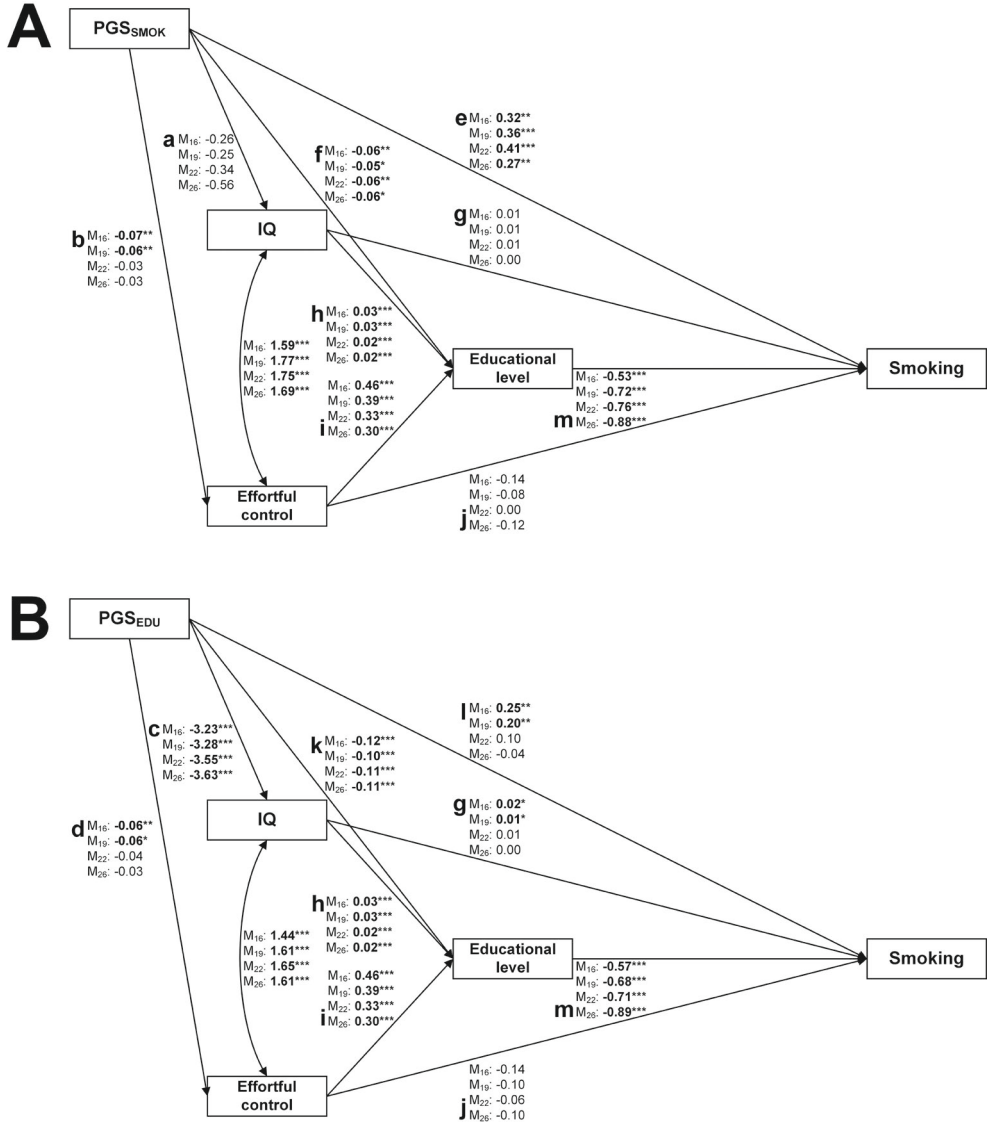 A
PGSSMOK
e M16: 0.32**
M19: 0.36***
M22: 0.41***
M26: 0.27**
a M16: -0.26
M19: -0.25
M22: -0.34
M26: -0.56
f M16: -0.06**
M19: -0.05*
M22: -0.06**
M26: -0.06*
g M16: 0.01
M19: 0.01
M22: 0.01
M26: 0.00
IQ
b M16: -0.07**
M19: -0.06**
M22: -0.03
M26: -0.03
h M16: 0.03***
M19: 0.03***
M22: 0.02***
M26: 0.02***
M16: 1.59***
M19: 1.77***
M22: 1.75***
M26: 1.69***
Educational
level
Smoking
M16: 0.46***
M19: 0.39***
M22: 0.33***
i M26: 0.30***
M16: -0.53***
M19: -0.72***
M22: -0.76***
m M26: -0.88***
Effortful
control
M16: -0.14
M19: -0.08
M22: 0.00
j M26: -0.12
B
PGSEDU
l M16: 0.25**
M19: 0.20**
M22: 0.10
M26: -0.04
c M16: -3.23***
M19: -3.28***
M22: -3.55***
M26: -3.63***
k M16: -0.12***
M19: -0.10***
M22: -0.11***
M26: -0.11***
g M16: 0.02*
M19: 0.01*
M22: 0.01
M26: 0.00
IQ
d M16: -0.06**
M19: -0.06*
M22: -0.04
M26: -0.03
h M16: 0.03***
M19: 0.03***
M22: 0.02***
M26: 0.02***
M16: 1.44***
M19: 1.61***
M22: 1.65***
M26: 1.61***
Educational
level
Smoking
M16: 0.46***
M19: 0.39***
M22: 0.33***
i M26: 0.30***
M16: -0.57***
M19: -0.68***
M22: -0.71***
m M26: -0.89***
Effortful
control
M16: -0.14
M19: -0.10
M22: -0.06
j M26: -0.10